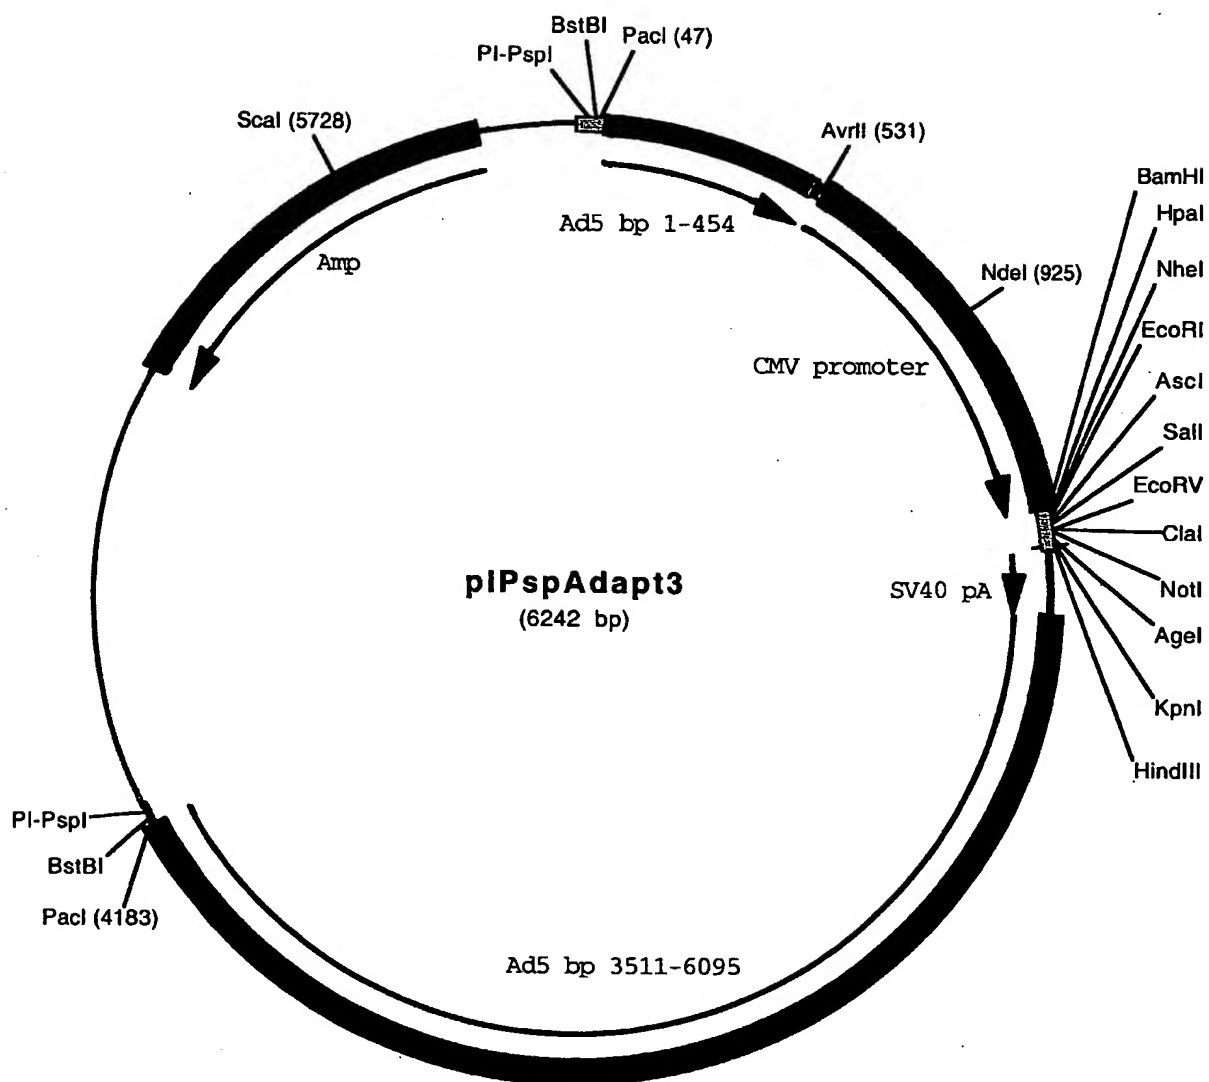 BstBI
PacI (47)
PI-PspI
ScaI (5728)
AvrII (531)
BamHI
HpaI
Ad5 bp 1-454
Amp
NdeI (925)
NheI
EcoRI
CMV promoter
AscI
SalI
EcoRV
ClaI
pIPspAdapt3
(6242 bp)
SV40 pA
NotI
AgeI
KpnI
HindIII
PI-PspI
BstBI
PacI (4183)
Ad5 bp 3511-6095